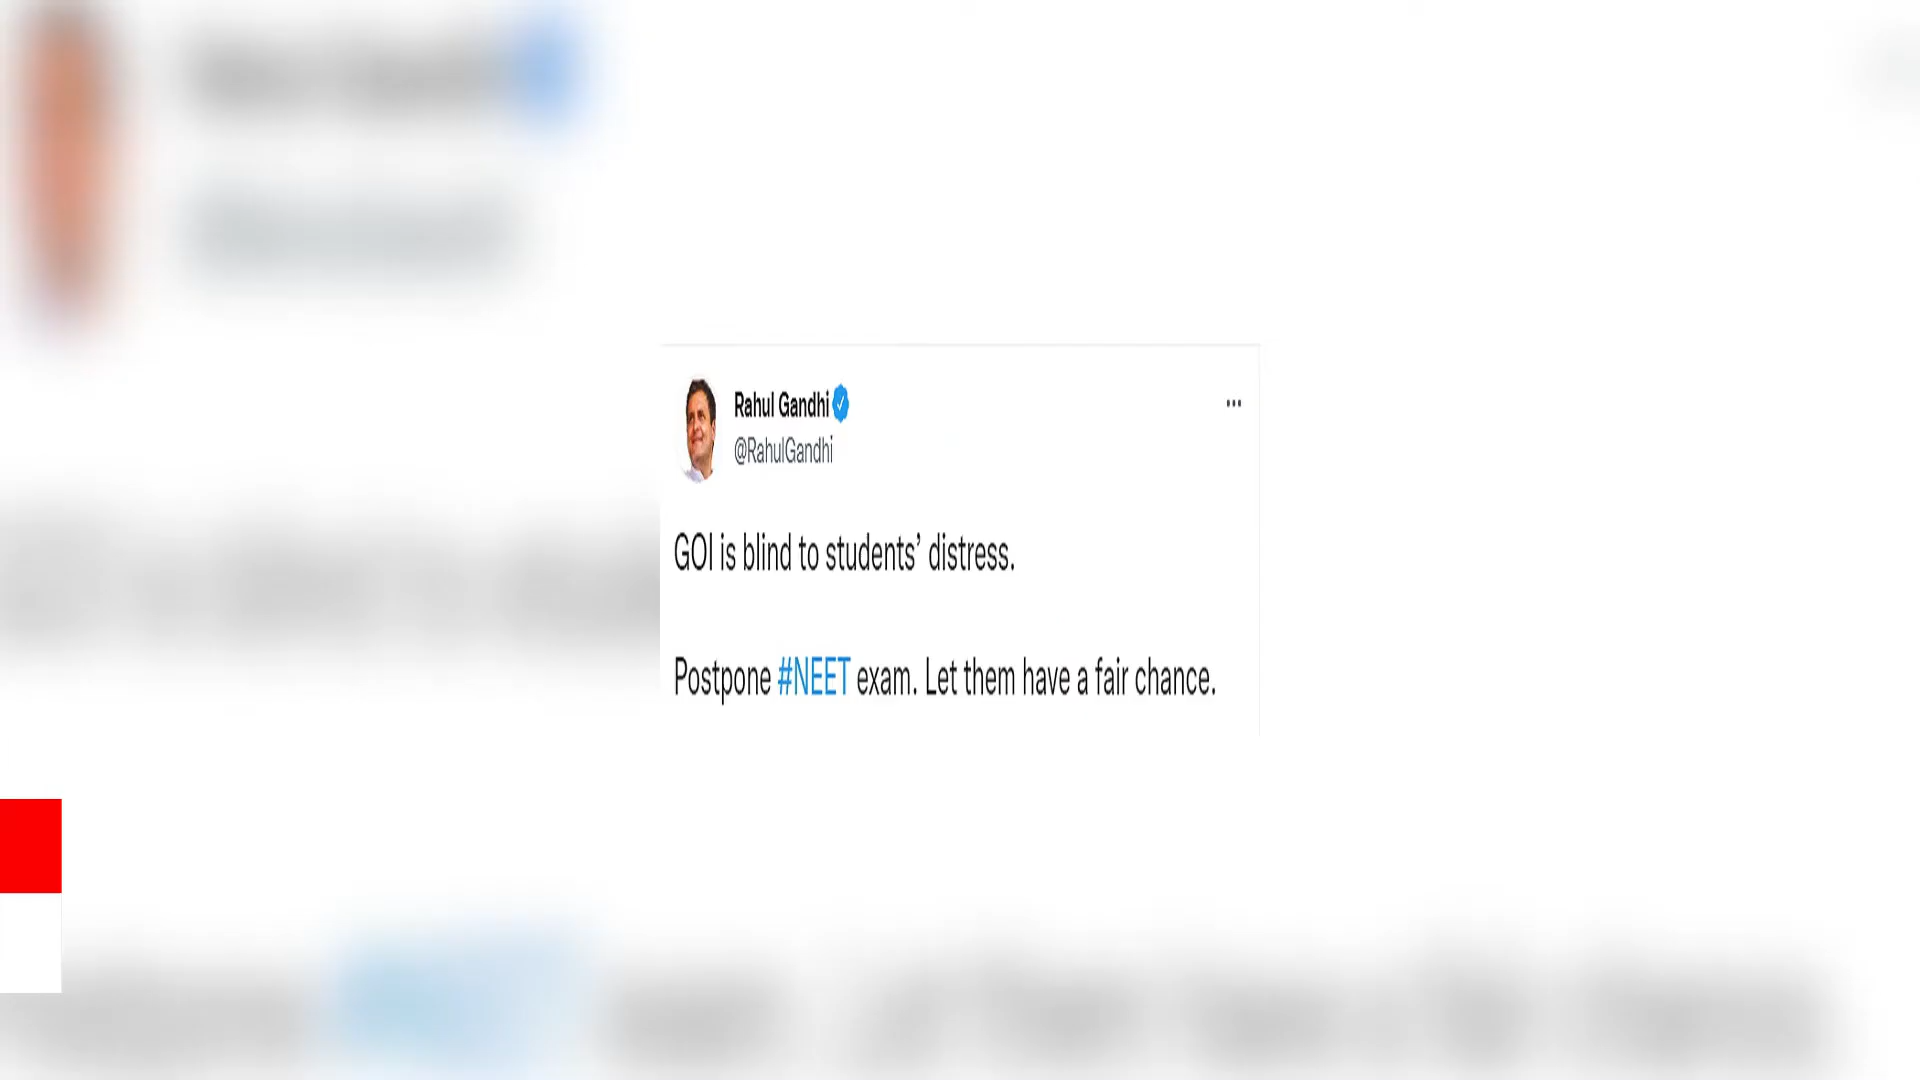 Rahul Gandhi
@RahulGandhi
GOI is blind to students’ distress.
Postpone #NEET exam. Let them have a fair chance.